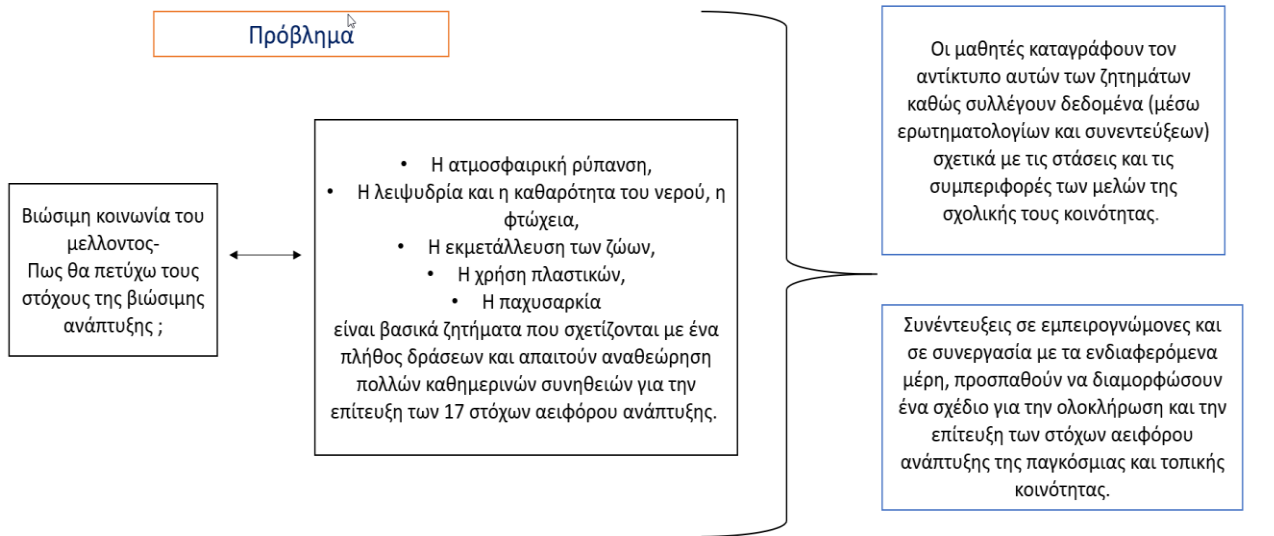 Πρόβλημα
Βιώσιμη κοινωνία του
μελλοντος-
Πως θα πετύχω τους
στόχους της βιώσιμης
ανάπτυξης ;
• Η ατμοσφαιρική ρύπανση,
• Η λειψυδρία και η καθαρότητα του νερού, η
φτώχεια,
• Η εκμετάλλευση των ζώων,
• Η χρήση πλαστικών,
• Η παχυσαρκία
είναι βασικά ζητήματα που σχετίζονται με ένα
πλήθος δράσεων και απαιτούν αναθεώρηση
πολλών καθημερινών συνηθειών για την
επίτευξη των 17 στόχων αειφόρου ανάπτυξης.
Οι μαθητές καταγράφουν τον
αντίκτυπο αυτών των ζητημάτων
καθώς συλλέγουν δεδομένα (μέσω
ερωτηματολογίων και συνεντεύξεων)
σχετικά με τις στάσεις και τις
συμπεριφορές των μελών της
σχολικής τους κοινότητας.
Συνέντευξεις σε εμπειρογνώμονες και
σε συνεργασία με τα ενδιαφερόμενα
μέρη, προσπαθούν να διαμορφώσουν
ένα σχέδιο για την ολοκλήρωση και την
επίτευξη των στόχων αειφόρου
ανάπτυξης της παγκόσμιας και τοπικής
κοινότητας.